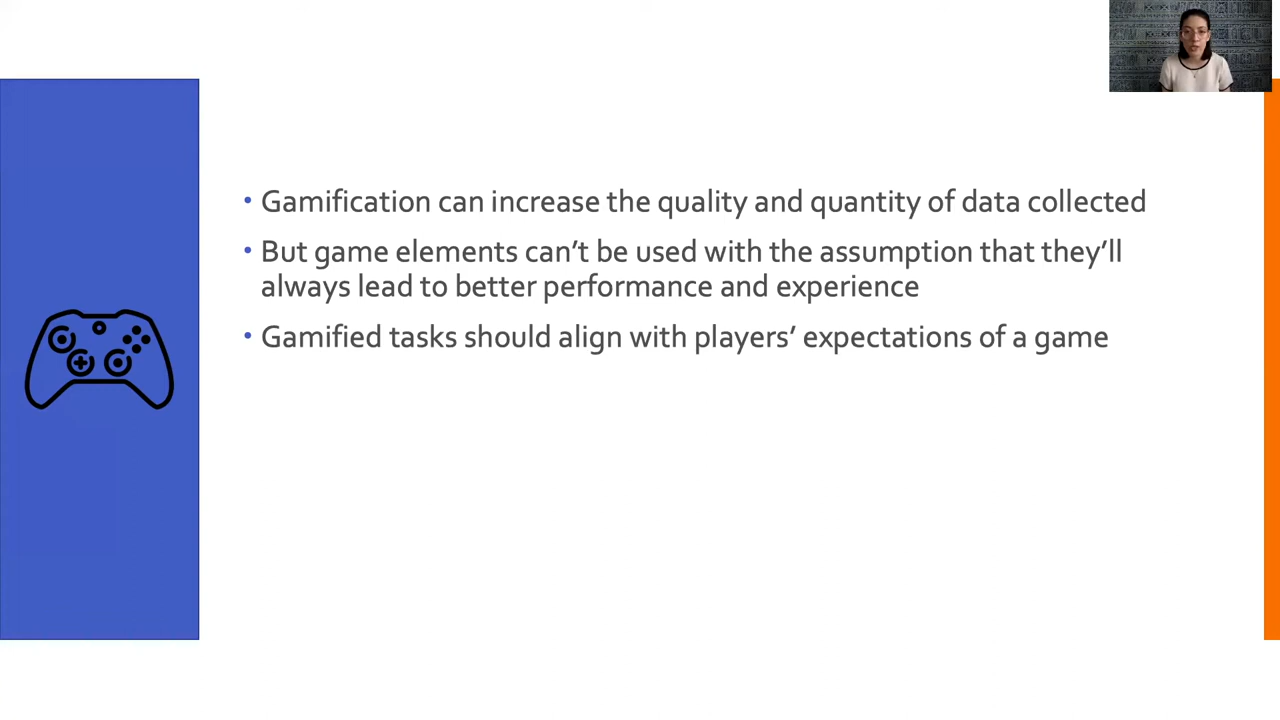 • Gamification can increase the quality and quantity of data collected
• But game elements can’t be used with the assumption that they’ll
always lead to better performance and experience
• Gamified tasks should align with players’ expectations of a game